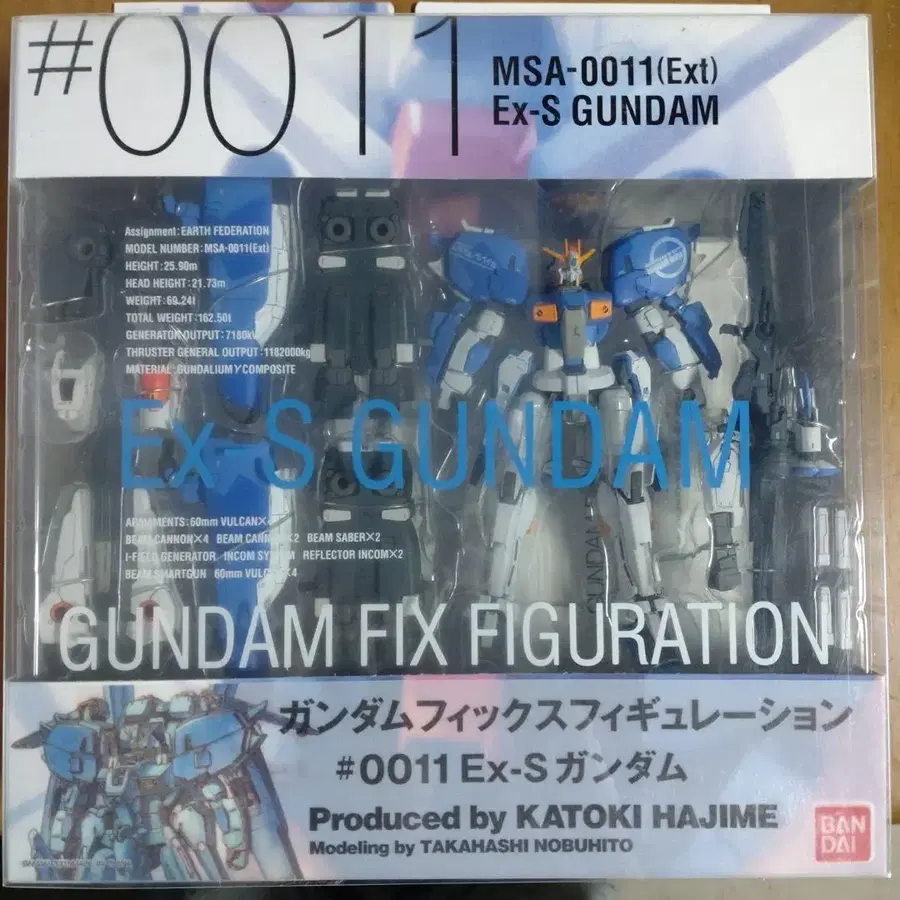 #0011
MSA-0011(Ext)
Ex-S GUNDAM
Assignment: EARTH FEDERATION
MODEL NUMBER: MSA-0011(Ext)
HEIGHT: 25.90m
HEAD HEIGHT: 21.73m
WEIGHT: 69.24t
TOTAL WEIGHT: 162.50t
GENERATOR OUTPUT: 7180kW
THRUSTER GENERAL OUTPUT: 1182000kg
MATERIAL: GUNDALIUM γ COMPOSITE
Ex-S GUNDAM
ARMAMENTS: 60mm VULCAN×4
BEAM CANNON×4 BEAM CANNON×2 BEAM SABER×2
I-FIELD GENERATOR INCOM SYSTEM REFLECTOR INCOM×2
BEAM SMARTGUN 60mm VULCAN×4
GUNDAM
GUNDAM FIX FIGURATION
ガンダムフィックスフィギュレーション
#0011 Ex-S ガンダム
Produced by KATOKI HAJIME
Modeling by TAKAHASHI NOBUHITO
BAN
DAI